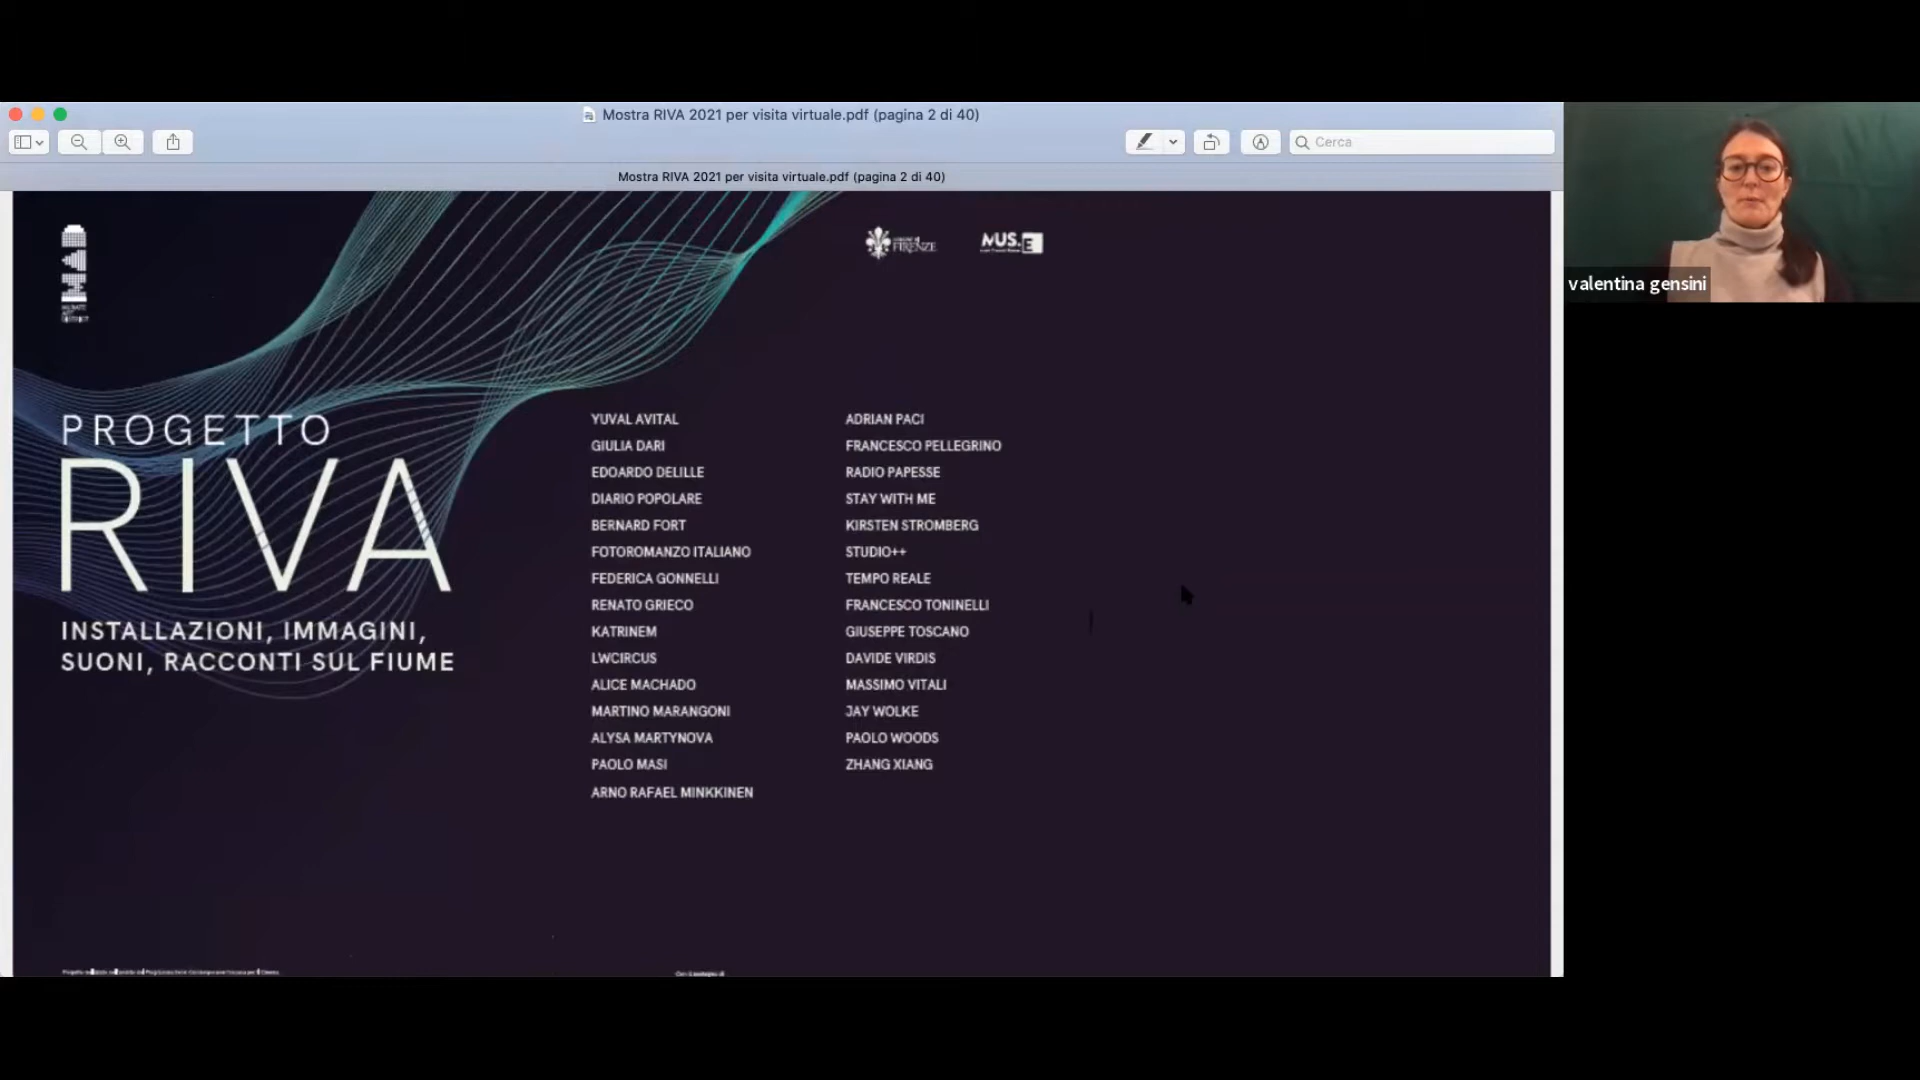 Mostra RIVA 2021 per visita virtuale.pdf (pagina 2 di 40)
Cerca
Mostra RIVA 2021 per visita virtuale.pdf (pagina 2 di 40)
valentina gensini
FIRENZE
MUS.E
PROGETTO
RIVA
INSTALLAZIONI, IMMAGINI,
SUONI, RACCONTI SUL FIUME
YUVAL AVITAL
GIULIA DARI
EDOARDO DELILLE
DIARIO POPOLARE
BERNARD FORT
FOTOROMANZO ITALIANO
FEDERICA GONNELLI
RENATO GRIECO
KATRINEM
LWCIRCUS
ALICE MACHADO
MARTINO MARANGONI
ALYSA MARTYNOVA
PAOLO MASI
ARNO RAFAEL MINKKINEN
ADRIAN PACI
FRANCESCO PELLEGRINO
RADIO PAPESSE
STAY WITH ME
KIRSTEN STROMBERG
STUDIO++
TEMPO REALE
FRANCESCO TONINELLI
GIUSEPPE TOSCANO
DAVIDE VIRDIS
MASSIMO VITALI
JAY WOLKE
PAOLO WOODS
ZHANG XIANG